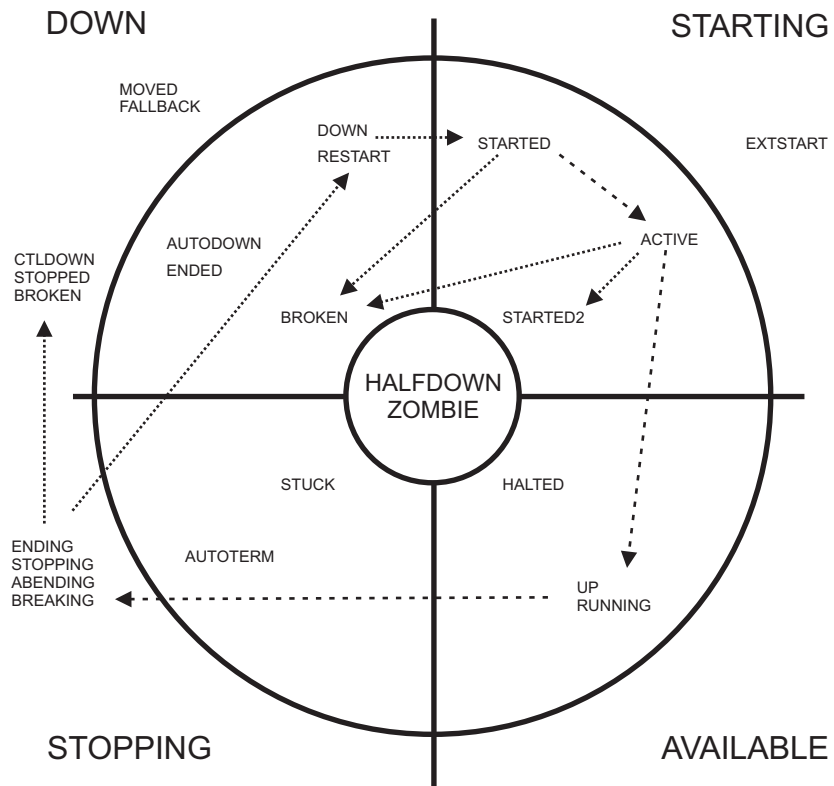 DOWN
STARTING
MOVED
FALLBACK
DOWN
RESTART
STARTED
EXTSTART
AUTODOWN
ENDED
ACTIVE
CTLDOWN
STOPPED
BROKEN
BROKEN
STARTED2
HALFDOWN
ZOMBIE
STUCK
HALTED
ENDING
STOPPING
ABENDING
BREAKING
AUTOTERM
UP
RUNNING
STOPPING
AVAILABLE